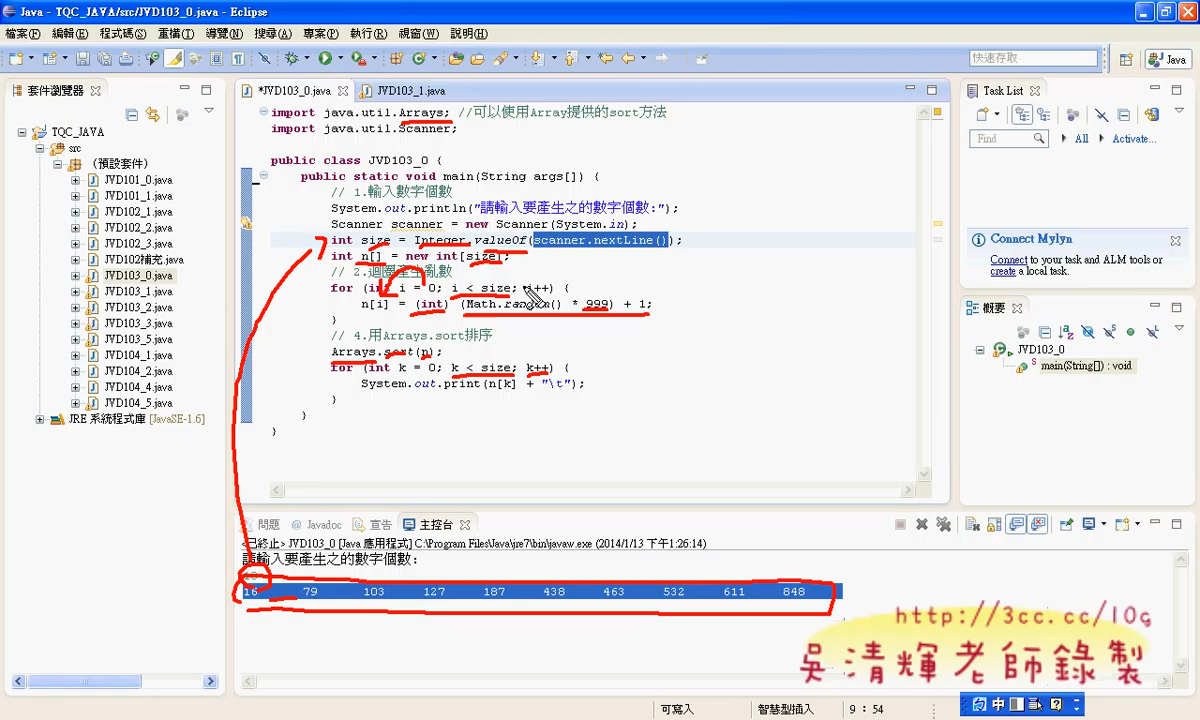 Java - TQC_JAVA/src/JVD103_0.java - Eclipse
檔案(F) 編輯(E) 程式碼(S) 重構(T) 導覽(N) 搜尋(A) 專案(P) 執行(R) 視窗(W) 說明(H)
快速存取
Java
套件瀏覽器
TQC_JAVA
src
(預設套件)
JVD101_0.java
JVD101_1.java
JVD102_1.java
JVD102_2.java
JVD102_3.java
JVD102補充.java
JVD103_0.java
JVD103_1.java
JVD103_2.java
JVD103_3.java
JVD103_5.java
JVD104_1.java
JVD104_2.java
JVD104_4.java
JVD104_5.java
JRE 系統程式庫 [JavaSE-1.6]
*JVD103_0.java JVD103_1.java
import java.util.Arrays; //可以使用Array提供的sort方法
import java.util.Scanner;
public class JVD103_0 {
public static void main(String args[]) {
// 1.輸入數字個數
System.out.println("請輸入要產生之的數字個數:");
Scanner scanner = new Scanner(System.in);
int size = Integer.valueOf(scanner.nextLine());
int n[] = new int[size];
// 2.迴圈產生亂數
for (int i = 0; i < size; i++) {
n[i] = (int) (Math.random() * 999) + 1;
}
// 4.用Arrays.sort排序
Arrays.sort(n);
for (int k = 0; k < size; k++) {
System.out.print(n[k] + "\t");
}
}
}
Task List
Find All Activate...
Connect Mylyn
Connect to your task and ALM tools or
create a local task.
概要
JVD103_0
main(String[]) : void
問題 @ Javadoc 宣告 主控台
<已終止> JVD103_0 [Java 應用程式] C:\Program Files\Java\jre7\bin\javaw.exe (2014/1/13 下午1:26:14)
請輸入要產生之的數字個數:
16 79 103 127 187 438 463 532 611 848
http://3cc.cc/10g
吳清輝老師錄製
可寫入 智慧型插入 9 : 54
中